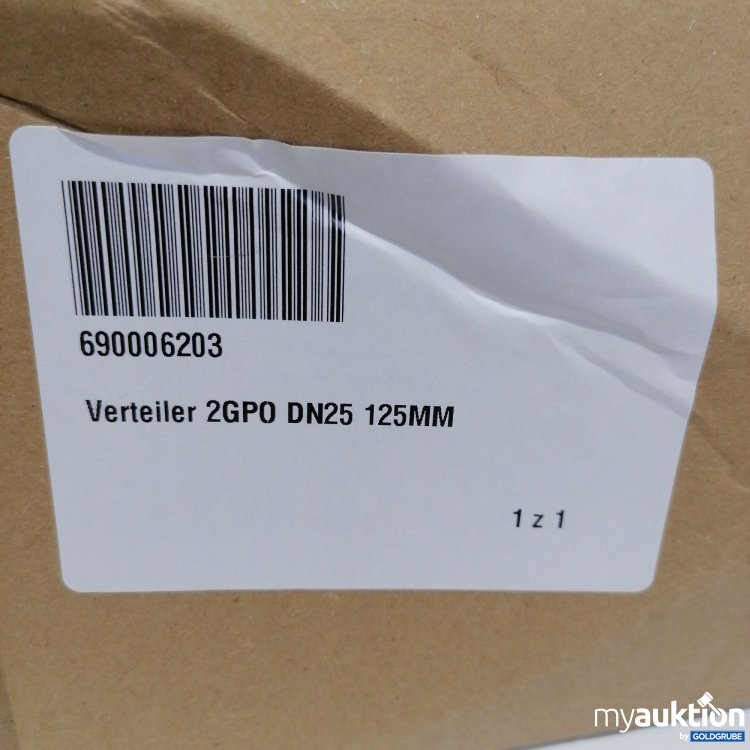 690006203
Verteiler 2GPO DN25 125MM
1 z 1
myauktion
by GOLDGRUBE